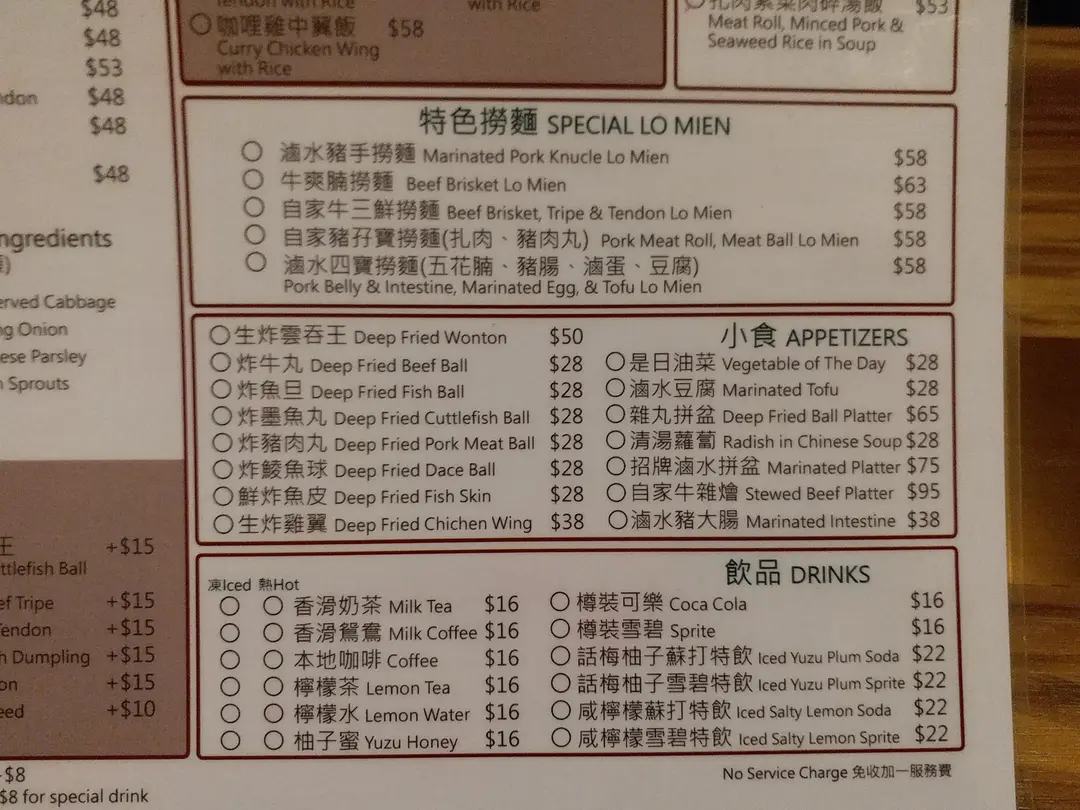 $48
$48
$53
$48
$48
$48
ngredients
erved Cabbage
ng Onion
ese Parsley
n Sprouts
王 +$15
ttlefish Ball
ef Tripe +$15
endon +$15
h Dumpling +$15
on +$15
eed +$10
$8
$8 for special drink
Tendon with Rice
with Rice
咖哩雞中翼飯 $58
Curry Chicken Wing
with Rice
$53
Meat Roll, Minced Pork &
Seaweed Rice in Soup
特色撈麵 SPECIAL LO MIEN
滷水豬手撈麵 Marinated Pork Knucle Lo Mien $58
牛爽腩撈麵 Beef Brisket Lo Mien $63
自家牛三鮮撈麵 Beef Brisket, Tripe & Tendon Lo Mien $58
自家豬孖寶撈麵(扎肉、豬肉丸) Pork Meat Roll, Meat Ball Lo Mien $58
滷水四寶撈麵(五花腩、豬腸、滷蛋、豆腐) $58
Pork Belly & Intestine, Marinated Egg, & Tofu Lo Mien
小食 APPETIZERS
生炸雲吞王 Deep Fried Wonton $50
炸牛丸 Deep Fried Beef Ball $28
炸魚旦 Deep Fried Fish Ball $28
炸墨魚丸 Deep Fried Cuttlefish Ball $28
炸豬肉丸 Deep Fried Pork Meat Ball $28
炸鯪魚球 Deep Fried Dace Ball $28
鮮炸魚皮 Deep Fried Fish Skin $28
生炸雞翼 Deep Fried Chichen Wing $38
是日油菜 Vegetable of The Day $28
滷水豆腐 Marinated Tofu $28
雜丸拼盆 Deep Fried Ball Platter $65
清湯蘿蔔 Radish in Chinese Soup $28
招牌滷水拼盆 Marinated Platter $75
自家牛雜燴 Stewed Beef Platter $95
滷水豬大腸 Marinated Intestine $38
飲品 DRINKS
凍Iced 熱Hot
香滑奶茶 Milk Tea $16
香滑鴛鴦 Milk Coffee $16
本地咖啡 Coffee $16
檸檬茶 Lemon Tea $16
檸檬水 Lemon Water $16
柚子蜜 Yuzu Honey $16
樽裝可樂 Coca Cola $16
樽裝雪碧 Sprite $16
話梅柚子蘇打特飲 Iced Yuzu Plum Soda $22
話梅柚子雪碧特飲 Iced Yuzu Plum Sprite $22
咸檸檬蘇打特飲 Iced Salty Lemon Soda $22
咸檸檬雪碧特飲 Iced Salty Lemon Sprite $22
No Service Charge 免收加一服務費